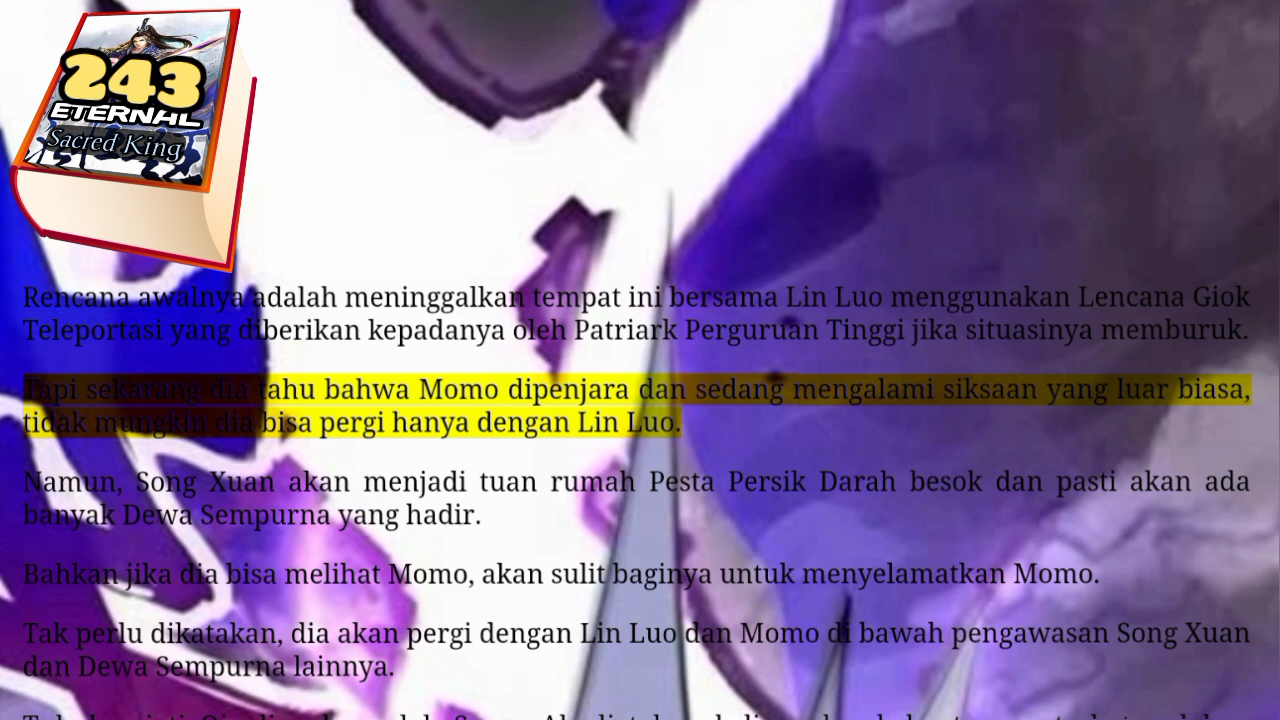 243
ETERNAL
Sacred King
Rencana awalnya adalah meninggalkan tempat ini bersama Lin Luo menggunakan Lencana Giok
Teleportasi yang diberikan kepadanya oleh Patriark Perguruan Tinggi jika situasinya memburuk.
Tapi sekarang dia tahu bahwa Momo dipenjara dan sedang mengalami siksaan yang luar biasa,
tidak mungkin dia bisa pergi hanya dengan Lin Luo.
Namun, Song Xuan akan menjadi tuan rumah Pesta Persik Darah besok dan pasti akan ada
banyak Dewa Sempurna yang hadir.
Bahkan jika dia bisa melihat Momo, akan sulit baginya untuk menyelamatkan Momo.
Tak perlu dikatakan, dia akan pergi dengan Lin Luo dan Momo di bawah pengawasan Song Xuan
dan Dewa Sempurna lainnya.